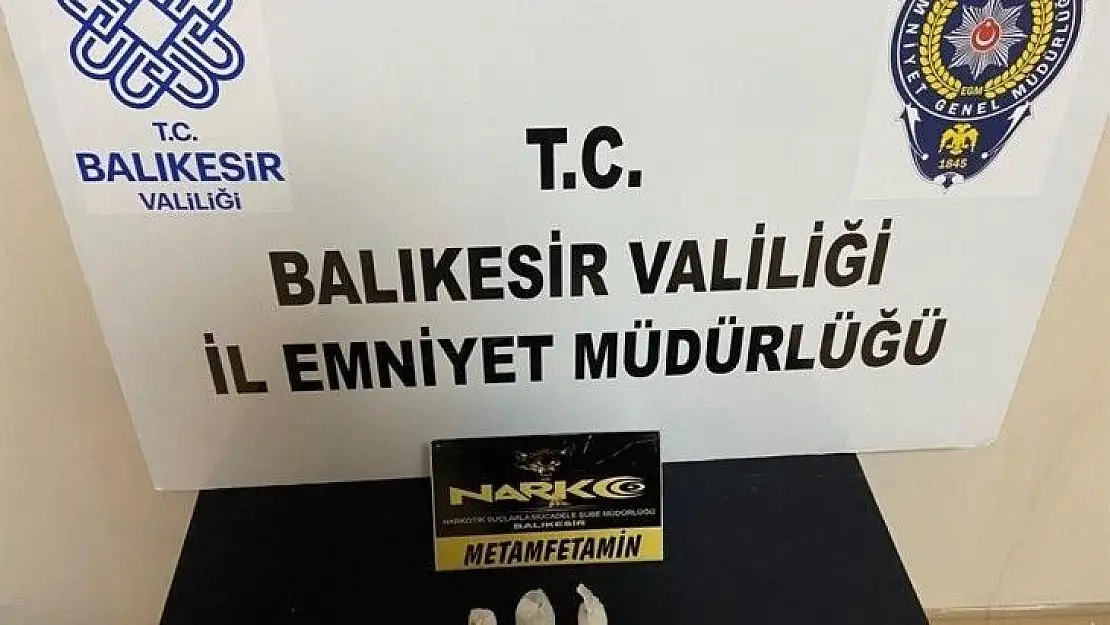 T.C.
BALIKESİR
VALİLİĞİ
EMNİYET GENEL MÜDÜRLÜĞÜ
EGM
1845
T.C.
BALIKESİR VALİLİĞİ
İL EMNİYET MÜDÜRLÜĞÜ
NARKO
NARKOTİK SUÇLARLA MÜCADELE ŞUBE MÜDÜRLÜĞÜ
BALIKESİR
METAMFETAMİN